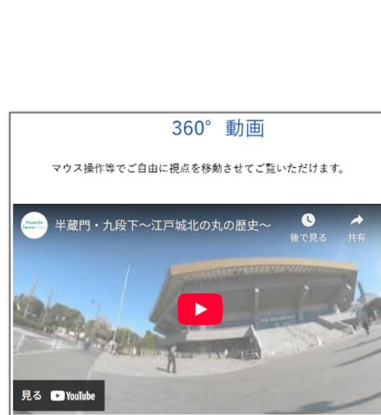 360°動画
マウス操作等でご自由に視点を移動させてご覧いただけます。
半蔵門・九段下～江戸城北の丸の歴史～
後で見る
共有
見る YouTube